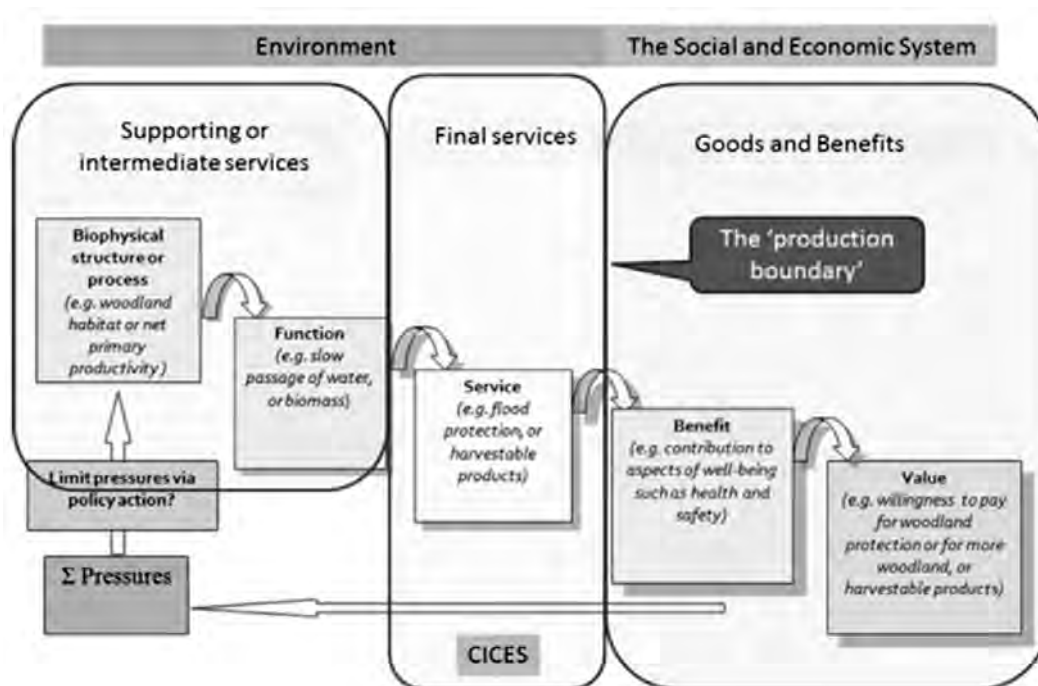 Environment
The Social and Economic System
Supporting or
intermediate services
Final services
Goods and Benefits
The ‘production
boundary’
Biophysical
structure or
process
(e.g. woodland
habitat or net
primary
productivity )
Function
(e.g. slow
passage of water,
or biomass)
Service
(e.g. flood
protection, or
harvestable
products)
Benefit
(e.g. contribution to
aspects of well-being
such as health and
safety)
Value
(e.g. willingness to pay
for woodland
protection or for more
woodland, or
harvestable products)
Limit pressures via
policy action?
Σ Pressures
CICES